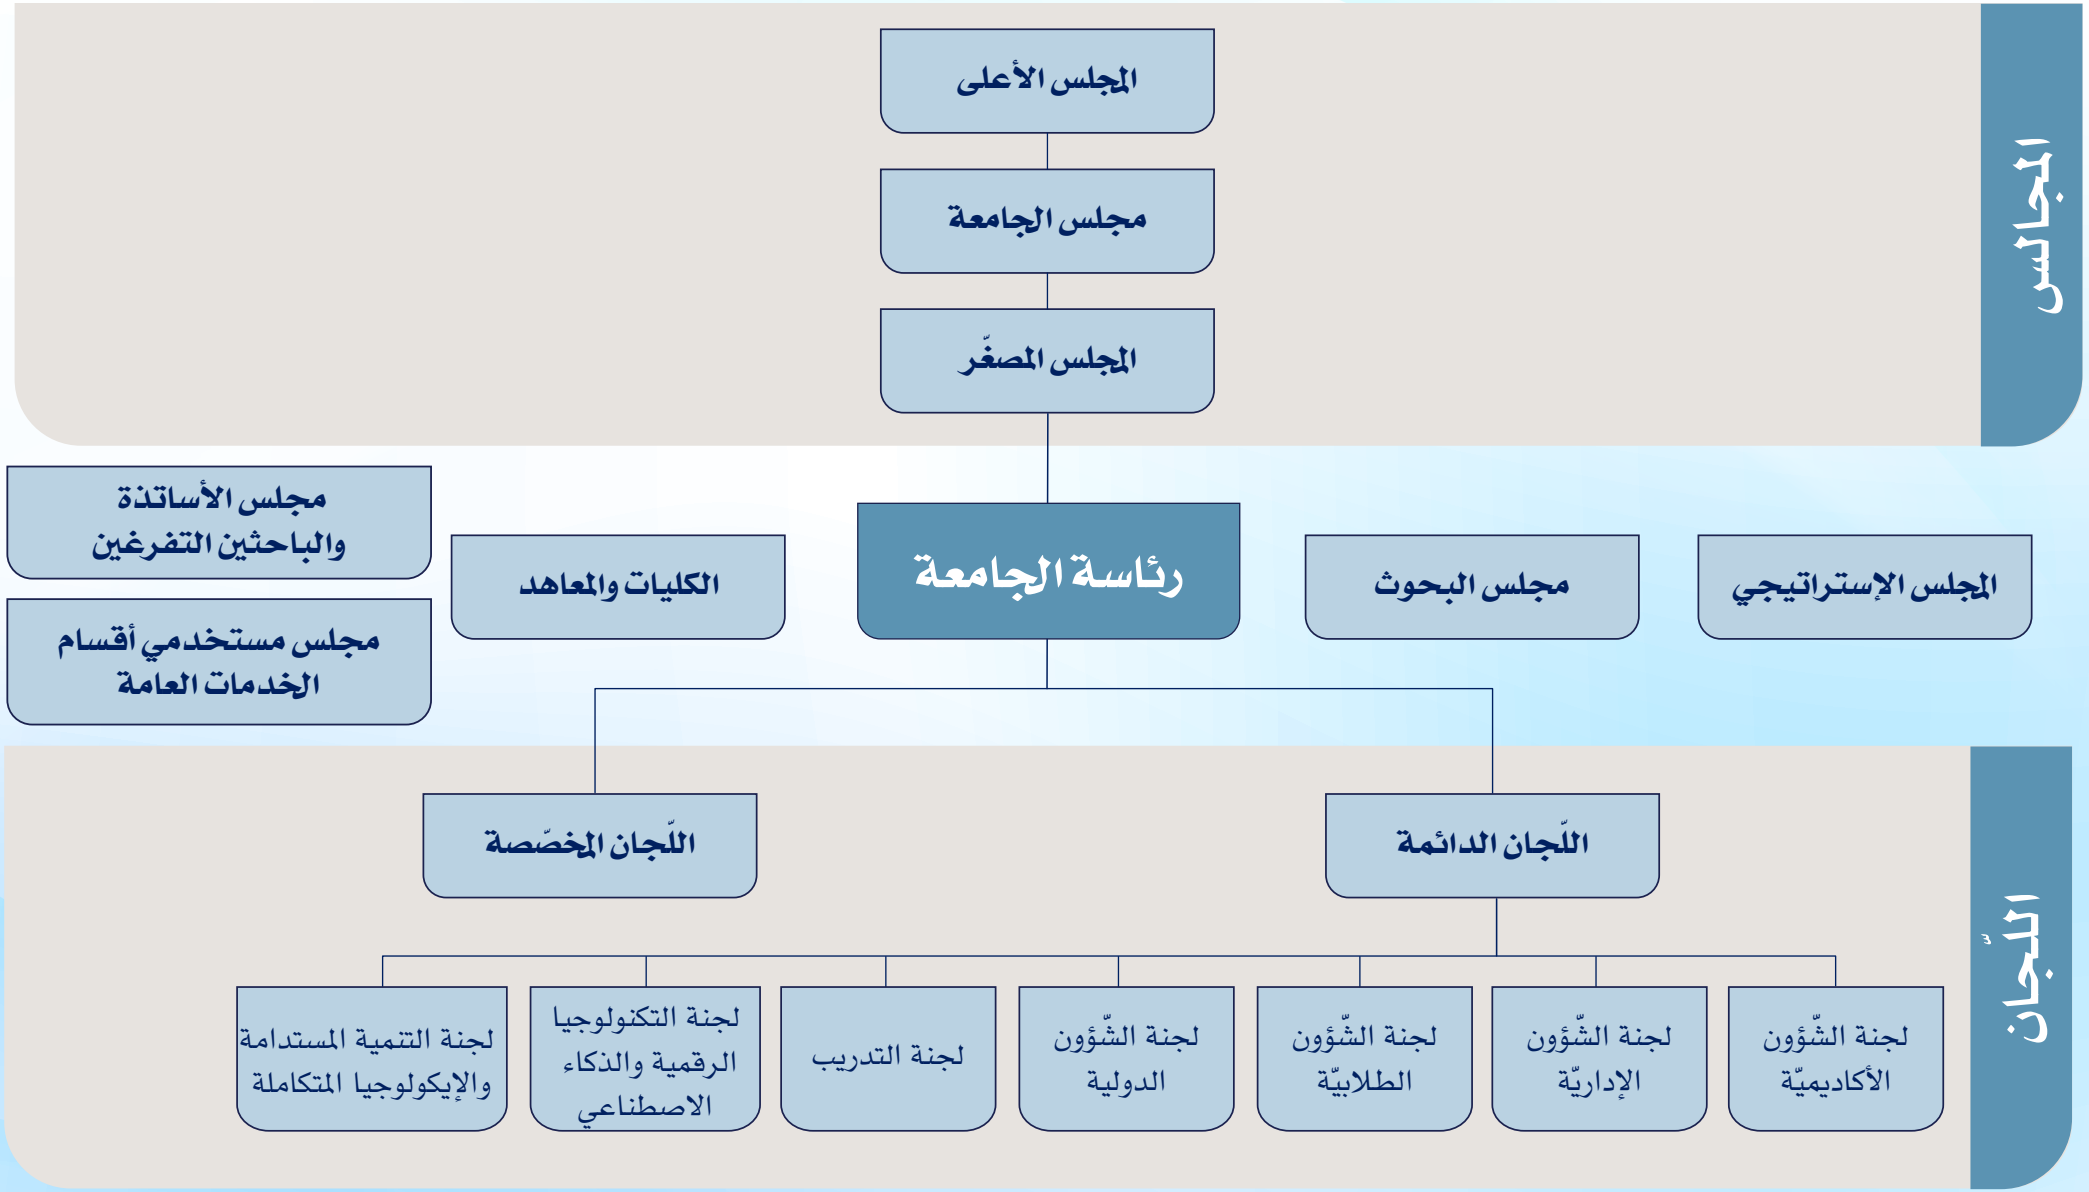 المجالس
المجلس الأعلى
مجلس الجامعة
المجلس المصغّر
المجلس الإستراتيجي
مجلس البحوث
رئاسة الجامعة
الكليات والمعاهد
مجلس الأساتذة
والباحثين التفرغين
مجلس مستخدمي أقسام
الخدمات العامة
اللّجان
اللّجان الدائمة
اللّجان المخصّصة
لجنة الشّؤون
الأكاديميّة
لجنة الشّؤون
الإداريّة
لجنة الشّؤون
الطلابيّة
لجنة الشّؤون
الدولية
لجنة التدريب
لجنة التكنولوجيا
الرقمية والذكاء
الاصطناعي
لجنة التنمية المستدامة
والإيكولوجيا المتكاملة